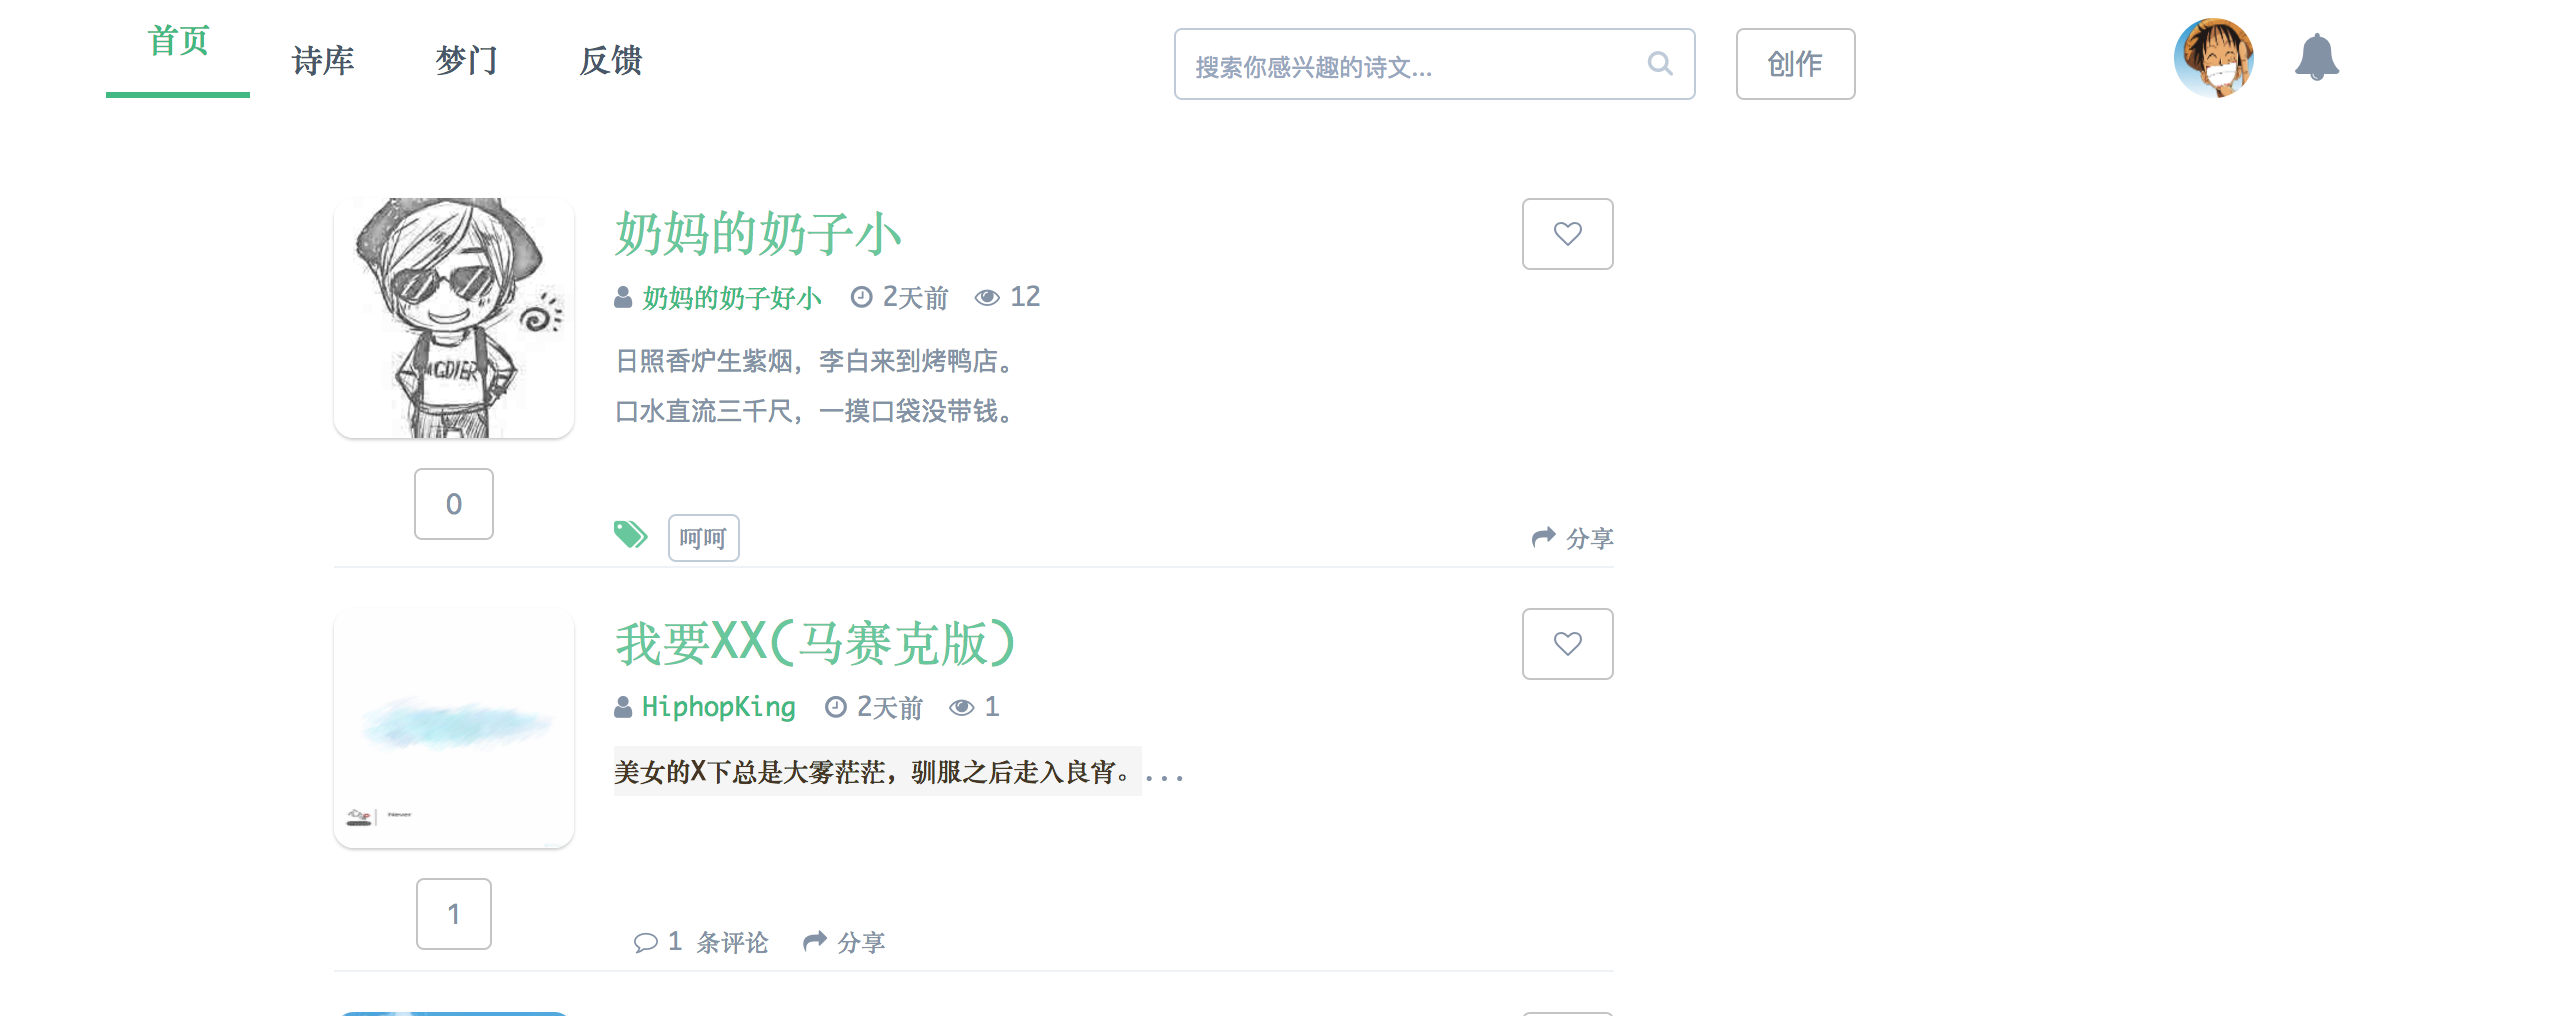 首页
诗库
梦门
反馈
搜索你感兴趣的诗文...
创作
奶妈的奶子小
奶妈的奶子好小 2天前 12
日照香炉生紫烟，李白来到烤鸭店。
口水直流三千尺，一摸口袋没带钱。
0
呵呵
分享
我要XX(马赛克版)
HiphopKing 2天前 1
美女的X下总是大雾茫茫，驯服之后走入良宵。...
1
1 条评论 分享